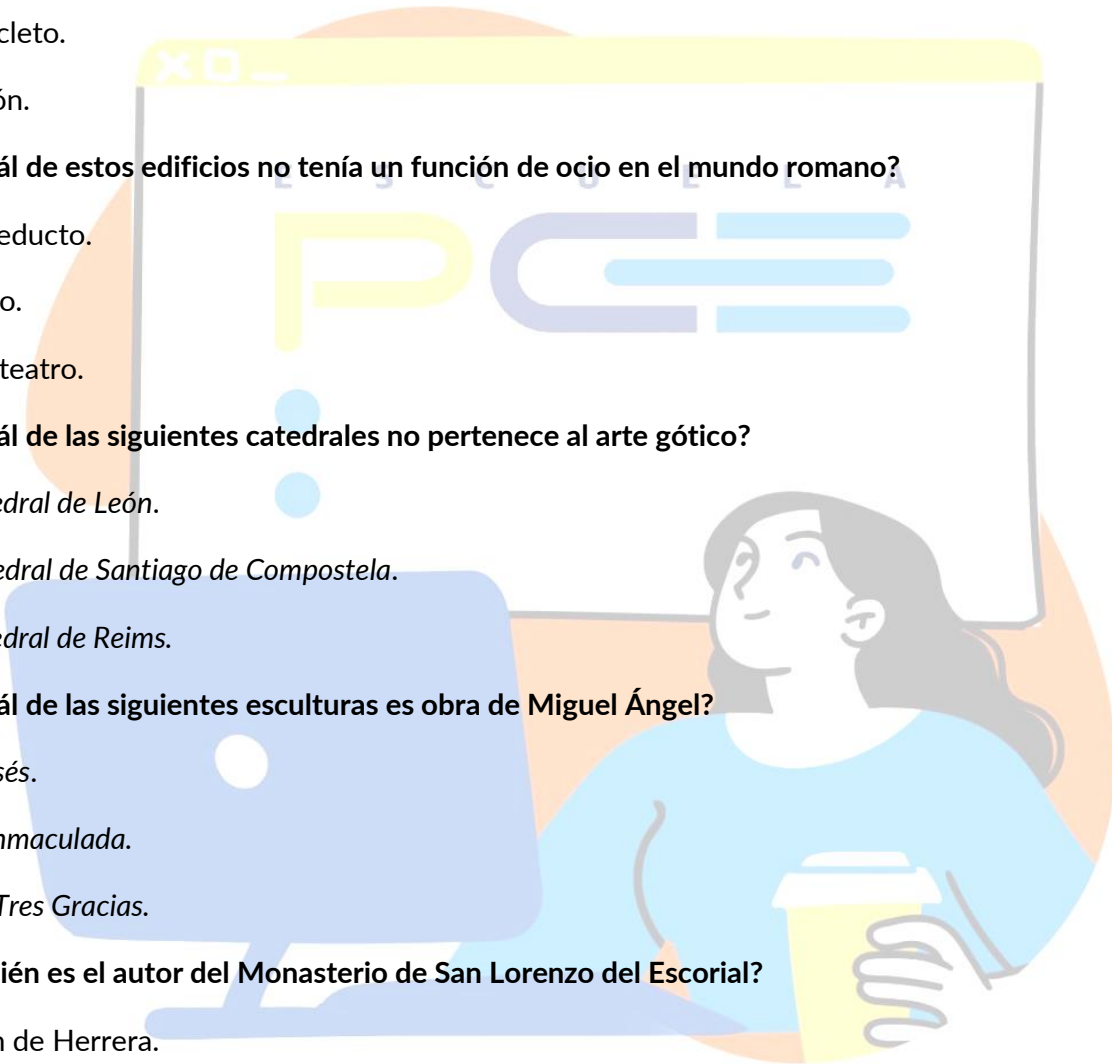 cleto.
ón.
ál de estos edificios no tenía un función de ocio en el mundo romano?
ESCUELA
PCE
educto.
o.
teatro.
ál de las siguientes catedrales no pertenece al arte gótico?
edral de León.
edral de Santiago de Compostela.
edral de Reims.
ál de las siguientes esculturas es obra de Miguel Ángel?
sés.
nmaculada.
Tres Gracias.
ién es el autor del Monasterio de San Lorenzo del Escorial?
n de Herrera.